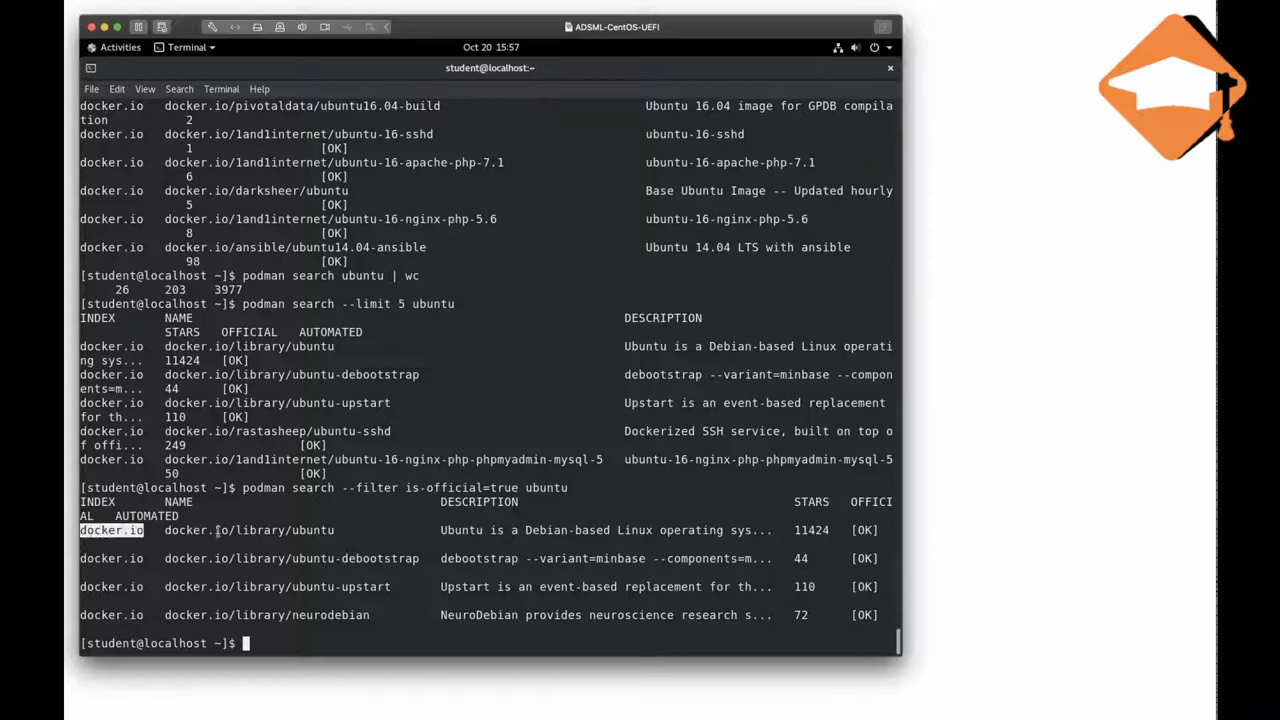 ADSML-CentOS-UEFI
Activities Terminal Oct 20 15:57
student@localhost:~
File Edit View Search Terminal Help
docker.io docker.io/pivotaldata/ubuntu16.04-build Ubuntu 16.04 image for GPDB compila
tion 2
docker.io docker.io/1and1internet/ubuntu-16-sshd ubuntu-16-sshd
1 [OK]
docker.io docker.io/1and1internet/ubuntu-16-apache-php-7.1 ubuntu-16-apache-php-7.1
6 [OK]
docker.io docker.io/darksheer/ubuntu Base Ubuntu Image -- Updated hourly
5 [OK]
docker.io docker.io/1and1internet/ubuntu-16-nginx-php-5.6 ubuntu-16-nginx-php-5.6
8 [OK]
docker.io docker.io/ansible/ubuntu14.04-ansible Ubuntu 14.04 LTS with ansible
98 [OK]
[student@localhost ~]$ podman search ubuntu | wc
26 203 3977
[student@localhost ~]$ podman search --limit 5 ubuntu
INDEX NAME DESCRIPTION
STARS OFFICIAL AUTOMATED
docker.io docker.io/library/ubuntu Ubuntu is a Debian-based Linux operati
ng sys... 11424 [OK]
docker.io docker.io/library/ubuntu-debootstrap debootstrap --variant=minbase --compon
ents=m... 44 [OK]
docker.io docker.io/library/ubuntu-upstart Upstart is an event-based replacement
for th... 110 [OK]
docker.io docker.io/rastasheep/ubuntu-sshd Dockerized SSH service, built on top o
f offi... 249 [OK]
docker.io docker.io/1and1internet/ubuntu-16-nginx-php-phpmyadmin-mysql-5 ubuntu-16-nginx-php-phpmyadmin-mysql-5
50 [OK]
[student@localhost ~]$ podman search --filter is-official=true ubuntu
INDEX NAME DESCRIPTION STARS OFFICI
AL AUTOMATED
docker.io docker.io/library/ubuntu Ubuntu is a Debian-based Linux operating sys... 11424 [OK]
docker.io docker.io/library/ubuntu-debootstrap debootstrap --variant=minbase --components=m... 44 [OK]
docker.io docker.io/library/ubuntu-upstart Upstart is an event-based replacement for th... 110 [OK]
docker.io docker.io/library/neurodebian NeuroDebian provides neuroscience research s... 72 [OK]
[student@localhost ~]$